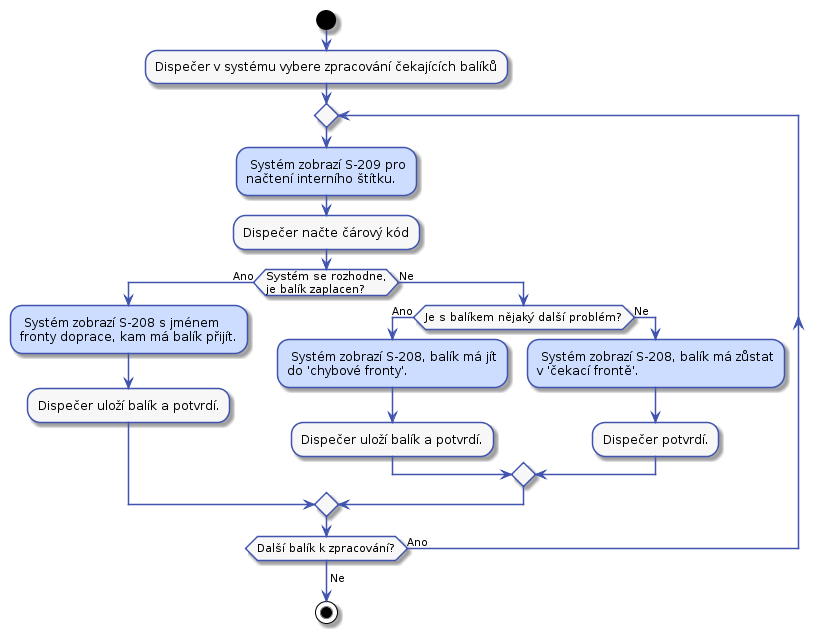 Dispečer v systému vybere zpracování čekajících balíků
Systém zobrazí S-209 pro
načtení interního štítku.
Dispečer načte čárový kód
Systém se rozhodne,
je balík zaplacen?
Ano
Ne
Systém zobrazí S-208 s jménem
fronty doprace, kam má balík přijít.
Dispečer uloží balík a potvrdí.
Je s balíkem nějaký další problém?
Ano
Ne
Systém zobrazí S-208, balík má jít
do 'chybové fronty'.
Dispečer uloží balík a potvrdí.
Systém zobrazí S-208, balík má zůstat
v 'čekací frontě'.
Dispečer potvrdí.
Další balík k zpracování?
Ano
Ne